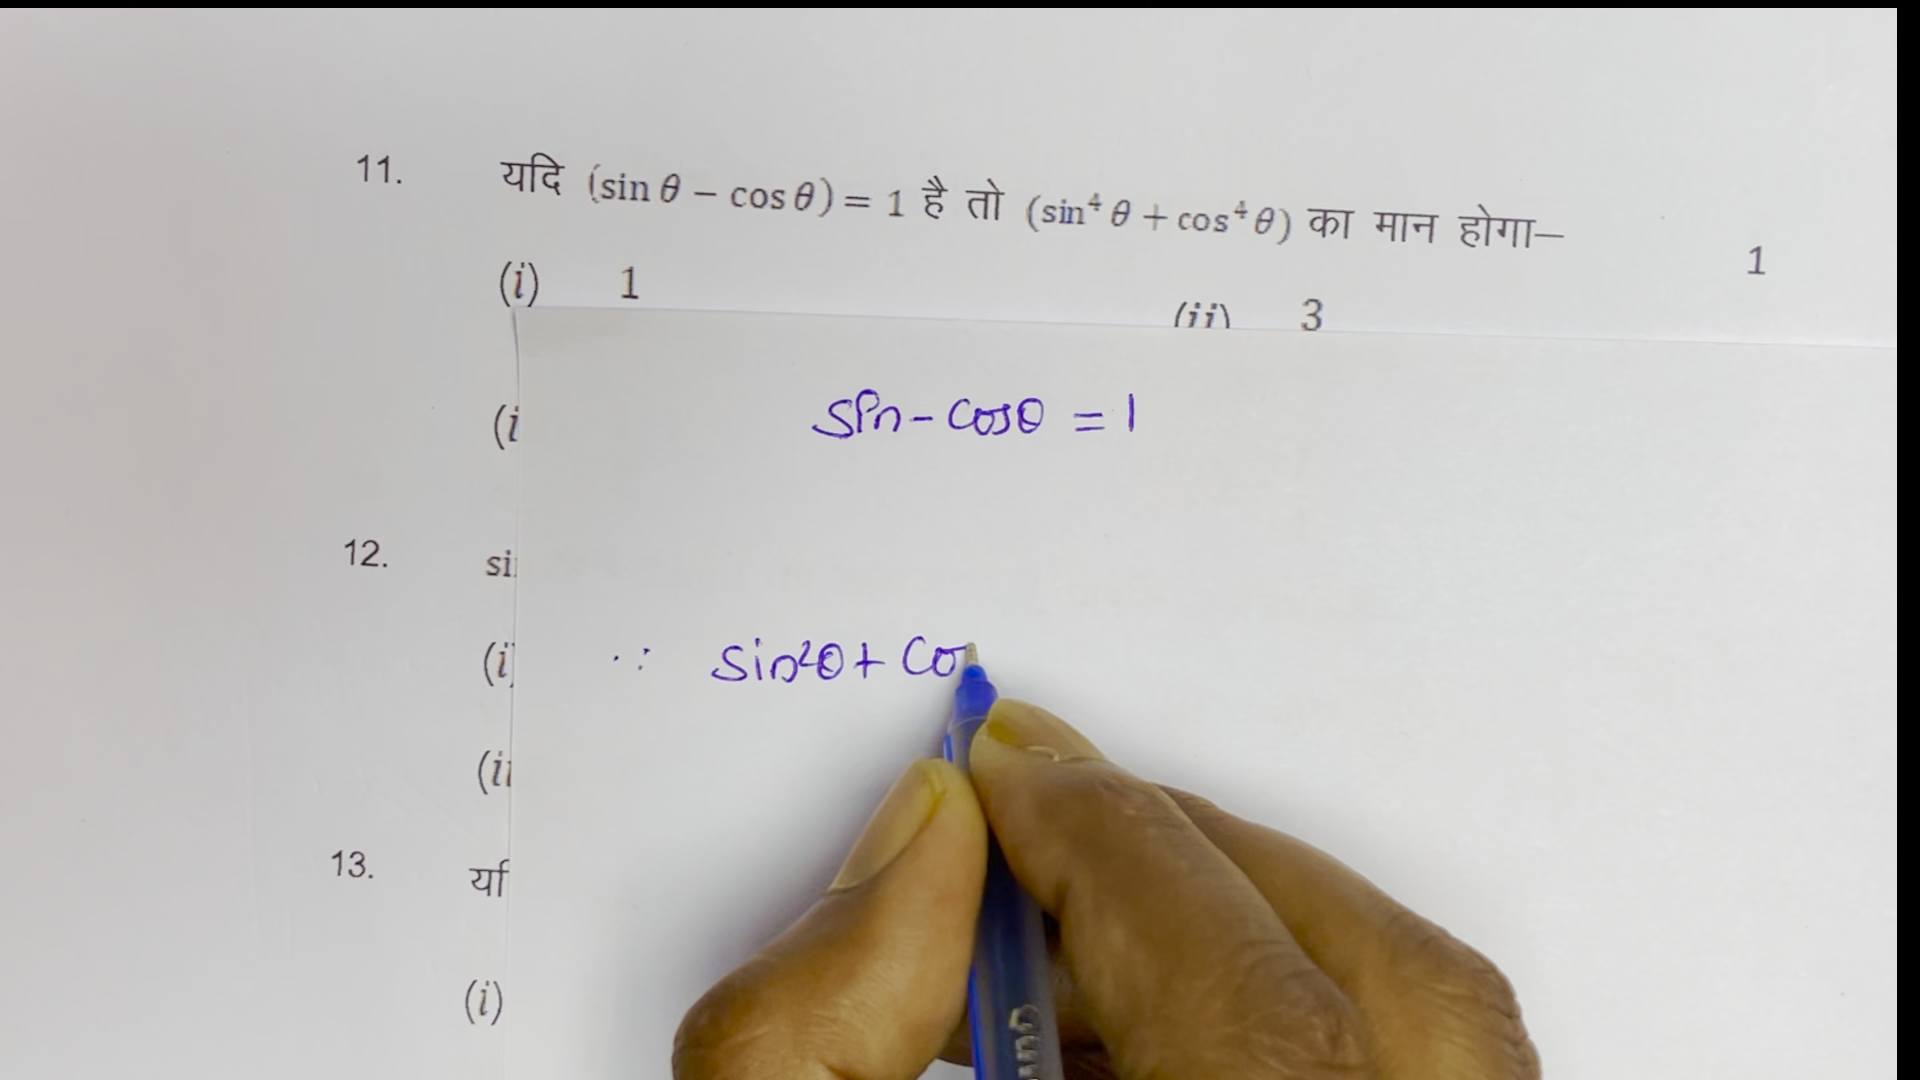 11. यदि (sin θ − cos θ) = 1 है तो (sin⁴ θ + cos⁴ θ) का मान होगा– 1
(i) 1 (ii) 3
(i
sin - cosθ = 1
12. si
(i) ∵ sin²θ + Co
(ii
13. र्या
(i)